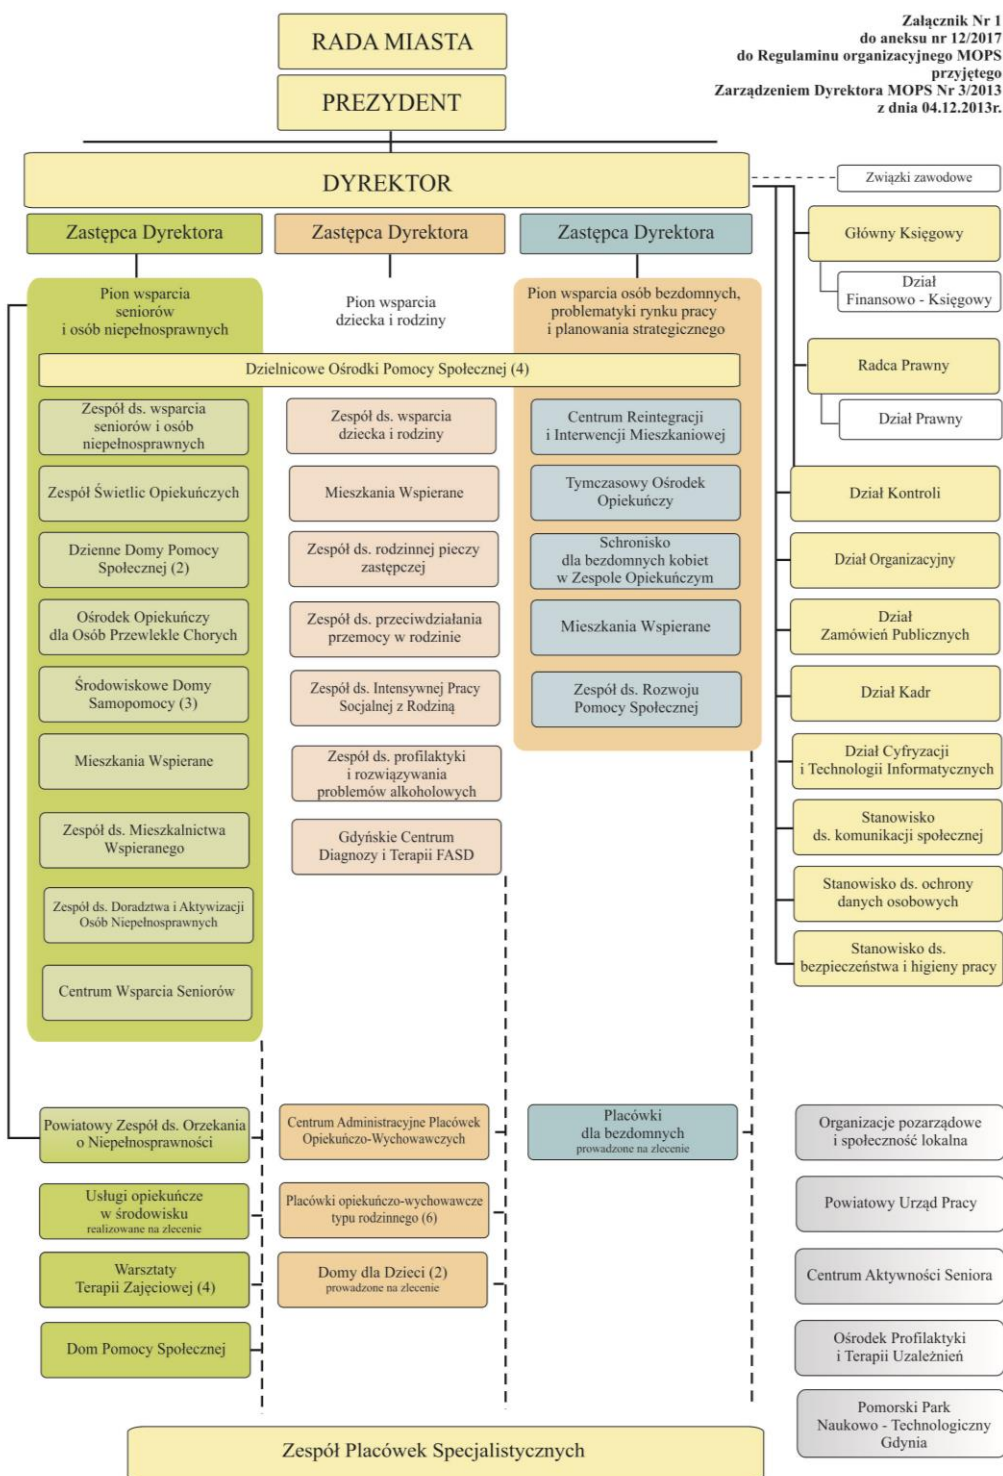 Załącznik Nr 1
do aneksu nr 12/2017
do Regulaminu organizacyjnego MOPS
przyjętego
Zarządzeniem Dyrektora MOPS Nr 3/2013
z dnia 04.12.2013r.
RADA MIASTA
PREZYDENT
DYREKTOR
Związki zawodowe
Zastępca Dyrektora
Zastępca Dyrektora
Zastępca Dyrektora
Pion wsparcia
seniorów
i osób niepełnosprawnych
Pion wsparcia
dziecka i rodziny
Pion wsparcia osób bezdomnych,
problematyki rynku pracy
i planowania strategicznego
Dzielnicowe Ośrodki Pomocy Społecznej (4)
Zespół ds. wsparcia
seniorów i osób
niepełnosprawnych
Zespół Świetlic Opiekuńczych
Dzienne Domy Pomocy
Społecznej (2)
Ośrodek Opiekuńczy
dla Osób Przewlekle Chorych
Środowiskowe Domy
Samopomocy (3)
Mieszkania Wspierane
Zespół ds. Mieszkalnictwa
Wspieranego
Zespół ds. Doradztwa i Aktywizacji
Osób Niepełnosprawnych
Centrum Wsparcia Seniorów
Zespół ds. wsparcia
dziecka i rodziny
Mieszkania Wspierane
Zespół ds. rodzinnej pieczy
zastępczej
Zespół ds. przeciwdziałania
przemocy w rodzinie
Zespół ds. Intensywnej Pracy
Socjalnej z Rodziną
Zespół ds. profilaktyki
i rozwiązywania
problemów alkoholowych
Gdyńskie Centrum
Diagnozy i Terapii FASD
Centrum Reintegracji
i Interwencji Mieszkaniowej
Tymczasowy Ośrodek
Opiekuńczy
Schronisko
dla bezdomnych kobiet
w Zespole Opiekuńczym
Mieszkania Wspierane
Zespół ds. Rozwoju
Pomocy Społecznej
Główny Księgowy
Dział
Finansowo - Księgowy
Radca Prawny
Dział Prawny
Dział Kontroli
Dział Organizacyjny
Dział
Zamówień Publicznych
Dział Kadr
Dział Cyfryzacji
i Technologii Informatycznych
Stanowisko
ds. komunikacji społecznej
Stanowisko ds. ochrony
danych osobowych
Stanowisko ds.
bezpieczeństwa i higieny pracy
Powiatowy Zespół ds. Orzekania
o Niepełnosprawności
Usługi opiekuńcze
w środowisku
realizowane na zlecenie
Warsztaty
Terapii Zajęciowej (4)
Dom Pomocy Społecznej
Centrum Administracyjne Placówek
Opiekuńczo-Wychowawczych
Placówki opiekuńczo-wychowawcze
typu rodzinnego (6)
Domy dla Dzieci (2)
prowadzone na zlecenie
Placówki
dla bezdomnych
prowadzone na zlecenie
Organizacje pozarządowe
i społeczność lokalna
Powiatowy Urząd Pracy
Centrum Aktywności Seniora
Ośrodek Profilaktyki
i Terapii Uzależnień
Pomorski Park
Naukowo - Technologiczny
Gdynia
Zespół Placówek Specjalistycznych